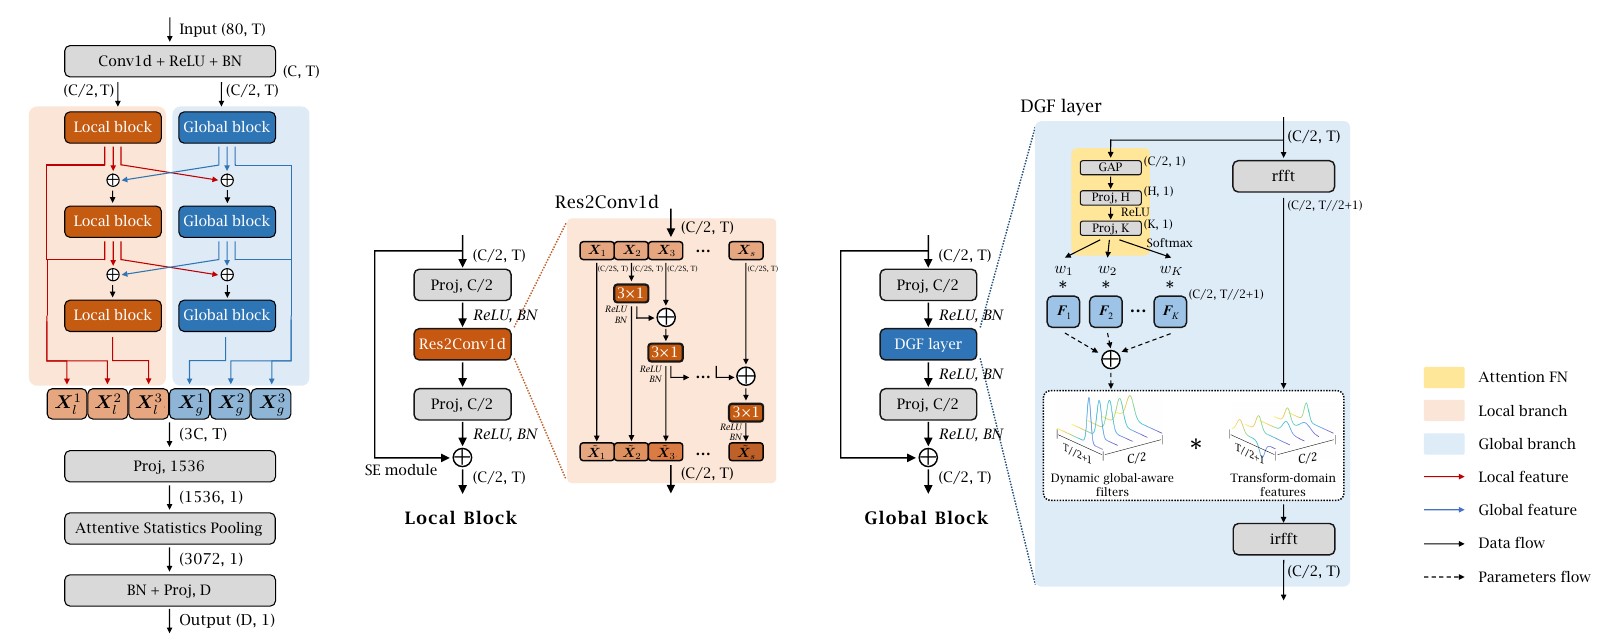 Input (80, T)
Conv1d + ReLU + BN
(C, T)
(C/2, T)
(C/2, T)
Local block
Global block
Local block
Global block
Local block
Global block
X_l^1 X_l^2 X_l^3 X_g^1 X_g^2 X_g^3
(3C, T)
Proj, 1536
(1536, 1)
Attentive Statistics Pooling
(3072, 1)
BN + Proj, D
Output (D, 1)
(C/2, T)
Proj, C/2
ReLU, BN
Res2Conv1d
ReLU, BN
Proj, C/2
ReLU, BN
SE module
(C/2, T)
Local Block
Res2Conv1d
(C/2, T)
X_1 X_2 X_3 ... X_s
(C/2S, T) (C/2S, T) (C/2S, T) (C/2S, T)
3×1
ReLU
BN
3×1
ReLU
BN
...
3×1
ReLU
BN
X̃_1 X̃_2 X̃_3 ... X̃_s
(C/2, T)
(C/2, T)
Proj, C/2
ReLU, BN
DGF layer
ReLU, BN
Proj, C/2
ReLU, BN
(C/2, T)
Global Block
DGF layer
(C/2, T)
GAP
(C/2, 1)
rfft
Proj, H
(H, 1)
(C/2, T//2+1)
ReLU
Proj, K
(K, 1)
Softmax
w_1 w_2 w_K
* * *
(C/2, T//2+1)
F_1 F_2 ... F_K
T//2+1
C/2
*
T//2+1
C/2
Dynamic global-aware
filters
Transform-domain
features
irfft
(C/2, T)
Attention FN
Local branch
Global branch
Local feature
Global feature
Data flow
Parameters flow